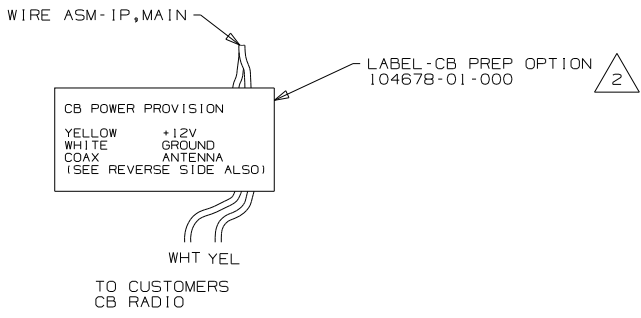 WIRE ASM-IP,MAIN
LABEL-CB PREP OPTION
104678-01-000
2
CB POWER PROVISION
YELLOW +12V
WHITE GROUND
COAX ANTENNA
(SEE REVERSE SIDE ALSO)
WHT YEL
TO CUSTOMERS
CB RADIO